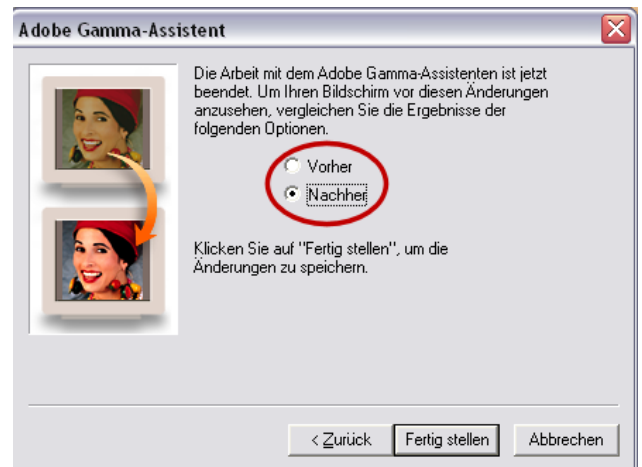 Adobe Gamma-Assistent
Die Arbeit mit dem Adobe Gamma-Assistenten ist jetzt
beendet. Um Ihren Bildschirm vor diesen Änderungen
anzusehen, vergleichen Sie die Ergebnisse der
folgenden Optionen.
Vorher
Nachher
Klicken Sie auf "Fertig stellen", um die
Änderungen zu speichern.
< Zurück Fertig stellen Abbrechen